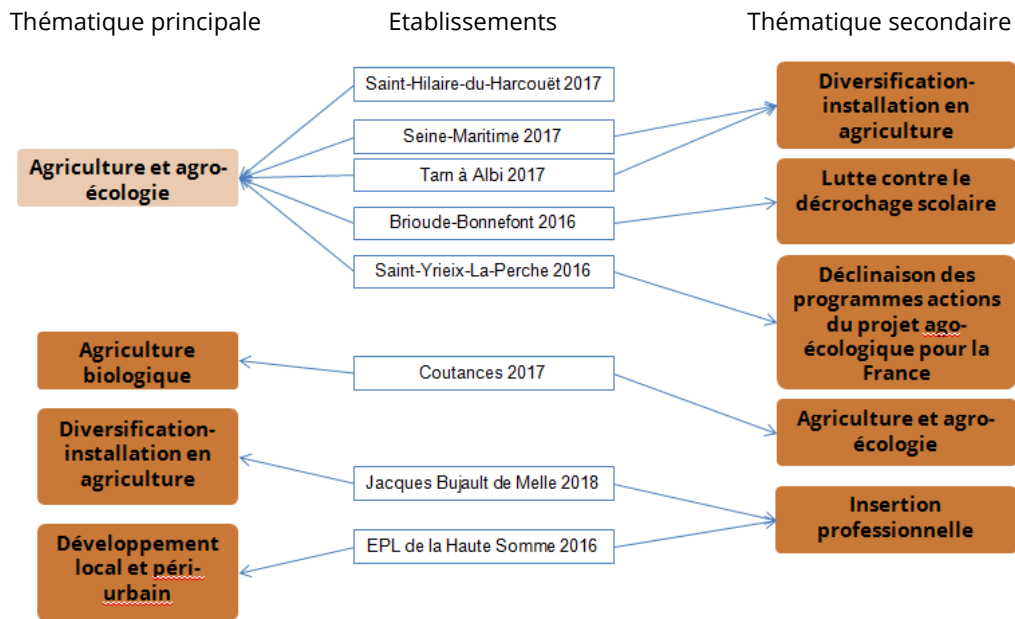 Thématique principale
Etablissements
Thématique secondaire
Agriculture et agro-
écologie
Agriculture
biologique
Diversification-
installation en
agriculture
Développement
local et péri-
urbain
Saint-Hilaire-du-Harcouët 2017
Seine-Maritime 2017
Tarn à Albi 2017
Brioude-Bonnefont 2016
Saint-Yrieix-La-Perche 2016
Coutances 2017
Jacques Bujault de Melle 2018
EPL de la Haute Somme 2016
Diversification-
installation en
agriculture
Lutte contre le
décrochage scolaire
Déclinaison des
programmes actions
du projet ago-
écologique pour la
France
Agriculture et agro-
écologie
Insertion
professionnelle